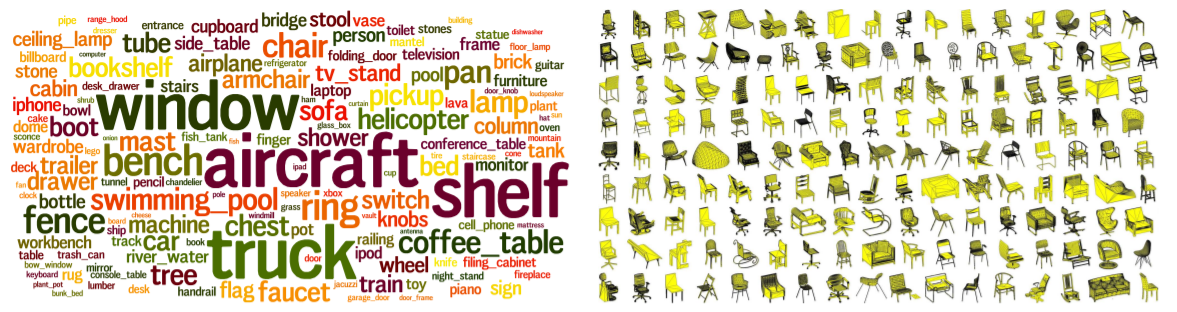 pipe range_hood entrance cupboard bridge stool vase building
dresser person toilet stones statue dishwasher
ceiling_lamp tube side_table chair mantel frame floor_lamp
billboard computer airplane refrigerator folding_door television brick guitar
stone bookshelf armchair tv_stand pool pan furniture
cabin desk_drawer stairs laptop pickup door_knob loudspeaker
iphone bowl shrub window ham sofa curtain lava lamp plant
cake dome boot glass_box helicopter column hat sun oven
sconce onion mast fish_tank fish finger shower conference_table mountain
wardrobe lego bench aircraft ipad cup tire staircase cone tank
deck trailer bed monitor shelf
fan drawer tunnel pencil chandelier
clock bottle swimming_pool pole speaker xbox switch
fence board cheese grass ring vault knobs cell_phone mattress
ship machine windmill chest pot antenna
workbench track car book truck door railing coffee_table
table trash_can river_water ipod wheel knife filing_cabinet
bow_window mirror night_stand fireplace
keyboard rug console_table tree jacuzzi train toy piano sign
plant_pot lumber desk handrail flag faucet
bunk_bed garage_door door_frame